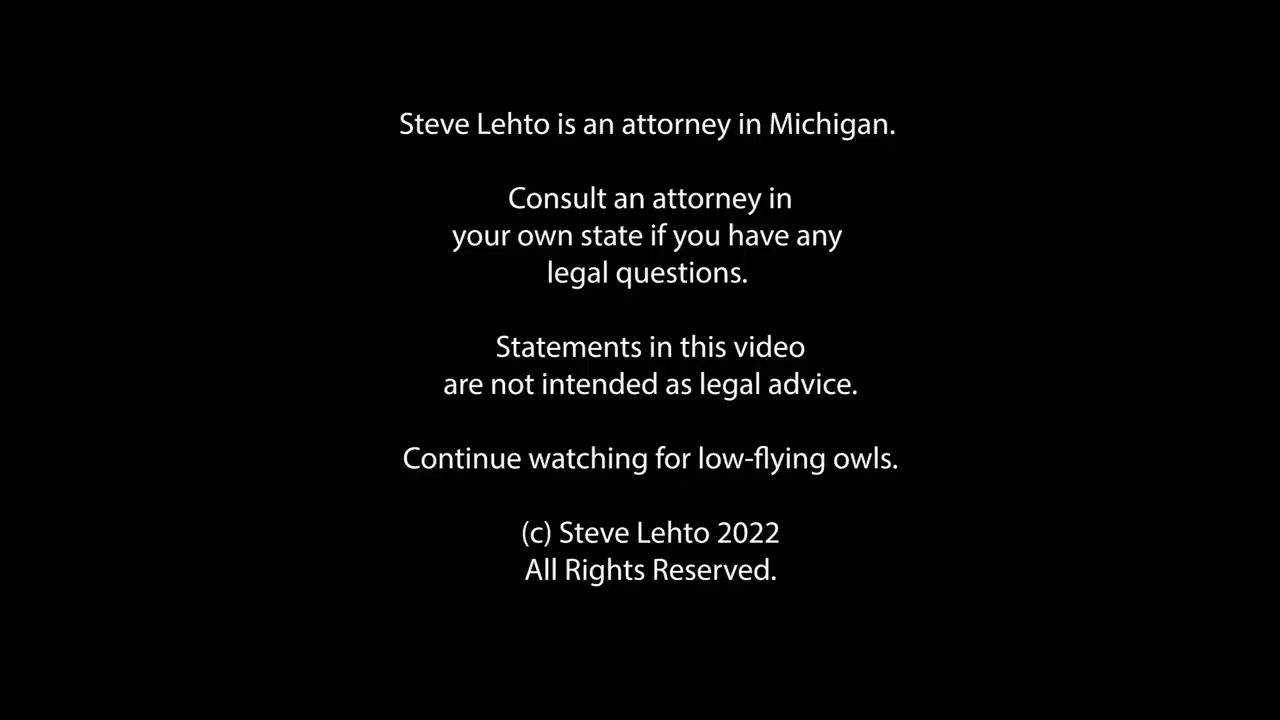 Steve Lehto is an attorney in Michigan.
Consult an attorney in
your own state if you have any
legal questions.
Statements in this video
are not intended as legal advice.
Continue watching for low-flying owls.
(c) Steve Lehto 2022
All Rights Reserved.